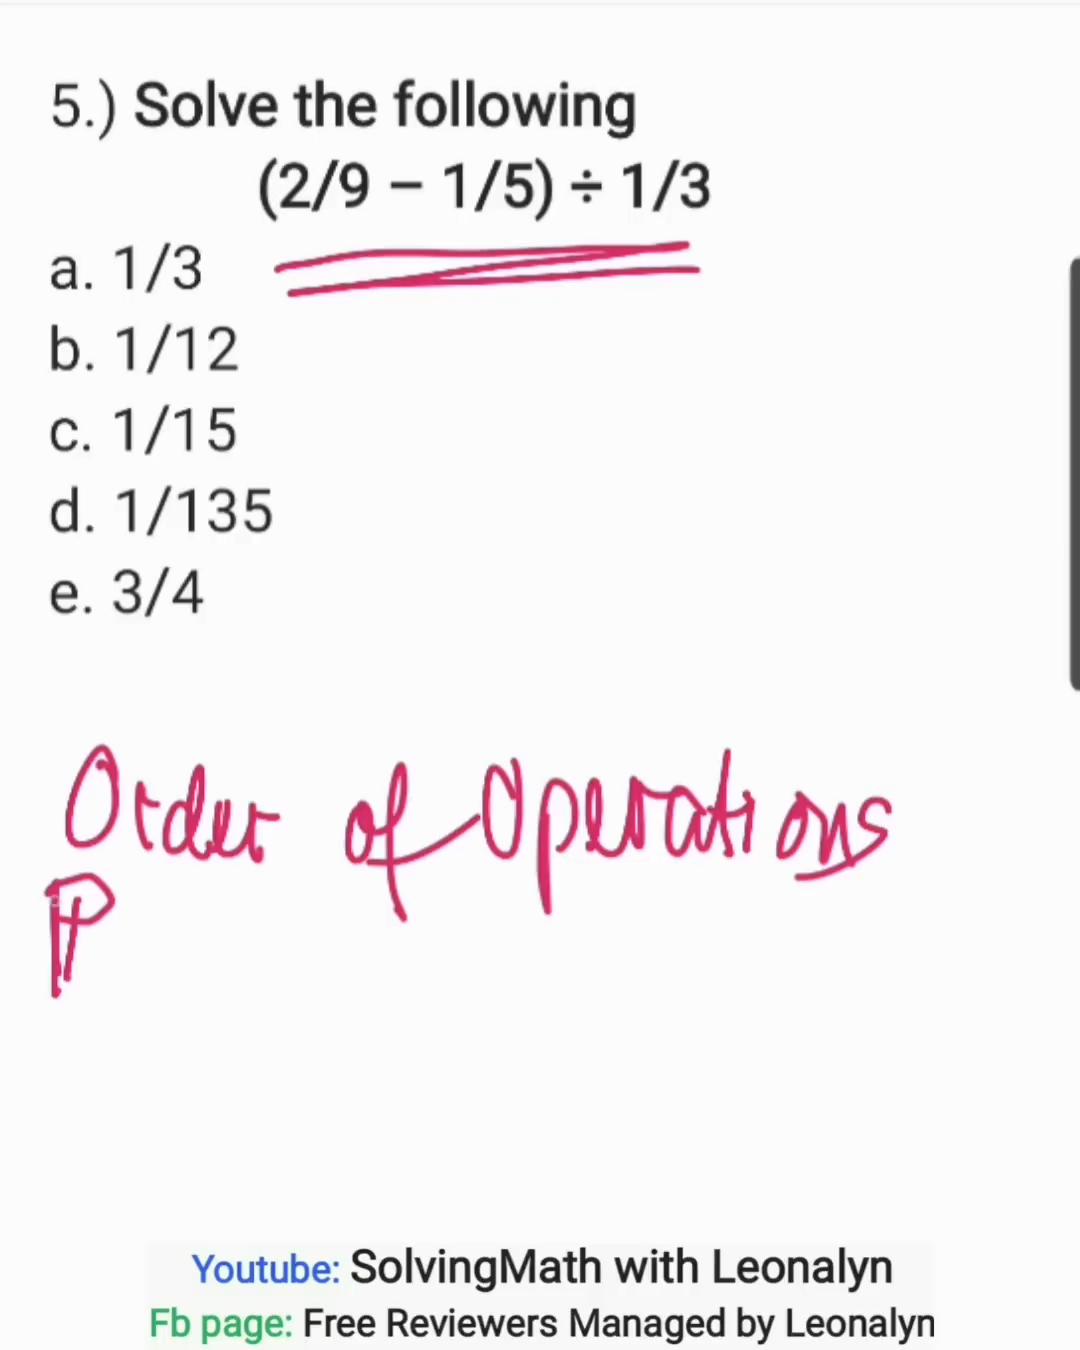 5.) Solve the following
(2/9 – 1/5) ÷ 1/3
a. 1/3
b. 1/12
c. 1/15
d. 1/135
e. 3/4
Order of Operations
P
Youtube: SolvingMath with Leonalyn
Fb page: Free Reviewers Managed by Leonalyn